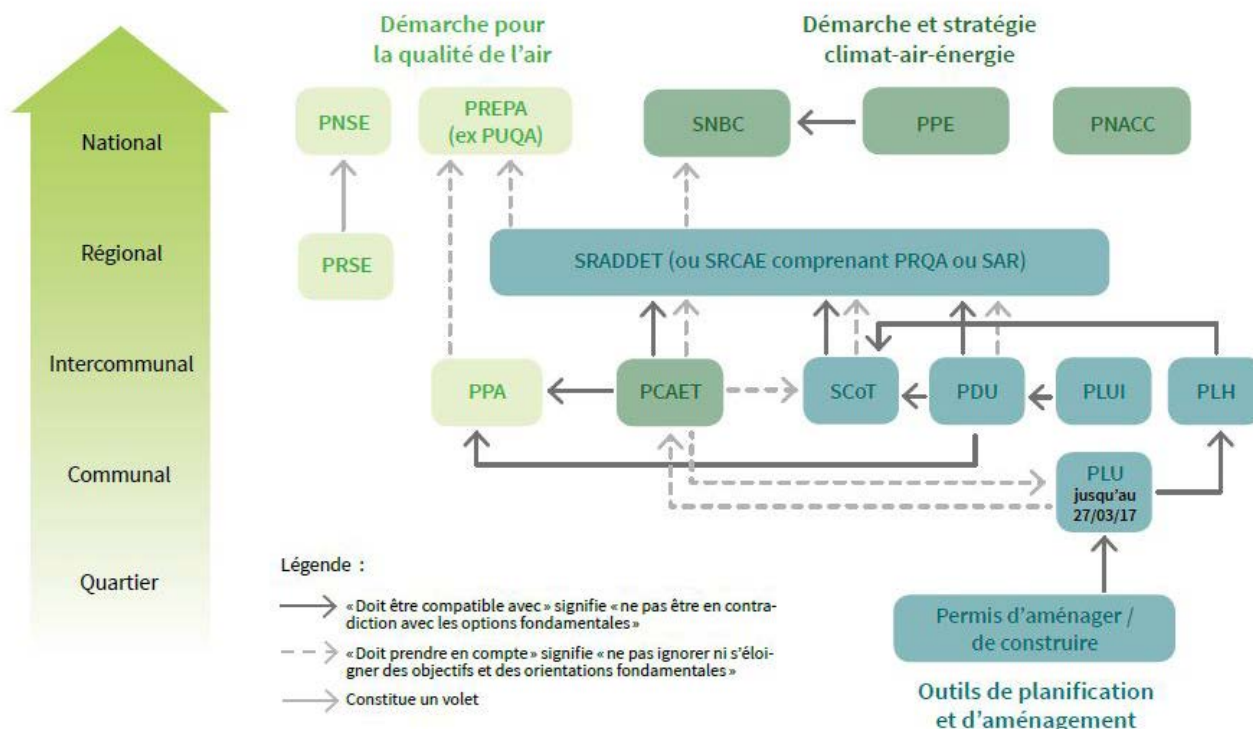 Démarche pour
la qualité de l'air
Démarche et stratégie
climat-air-énergie
National
PNSE
PREPA
(ex PUQA)
SNBC
PPE
PNACC
Régional
PRSE
SRADDET (ou SRCAE comprenant PRQA ou SAR)
Intercommunal
PPA
PCAET
SCoT
PDU
PLUI
PLH
Communal
PLU
jusqu'au
27/03/17
Quartier
Permis d'aménager /
de construire
Outils de planification
et d'aménagement
Légende :
« Doit être compatible avec » signifie « ne pas être en contra-
diction avec les options fondamentales »
« Doit prendre en compte » signifie « ne pas ignorer ni s'éloi-
gner des objectifs et des orientations fondamentales »
Constitue un volet